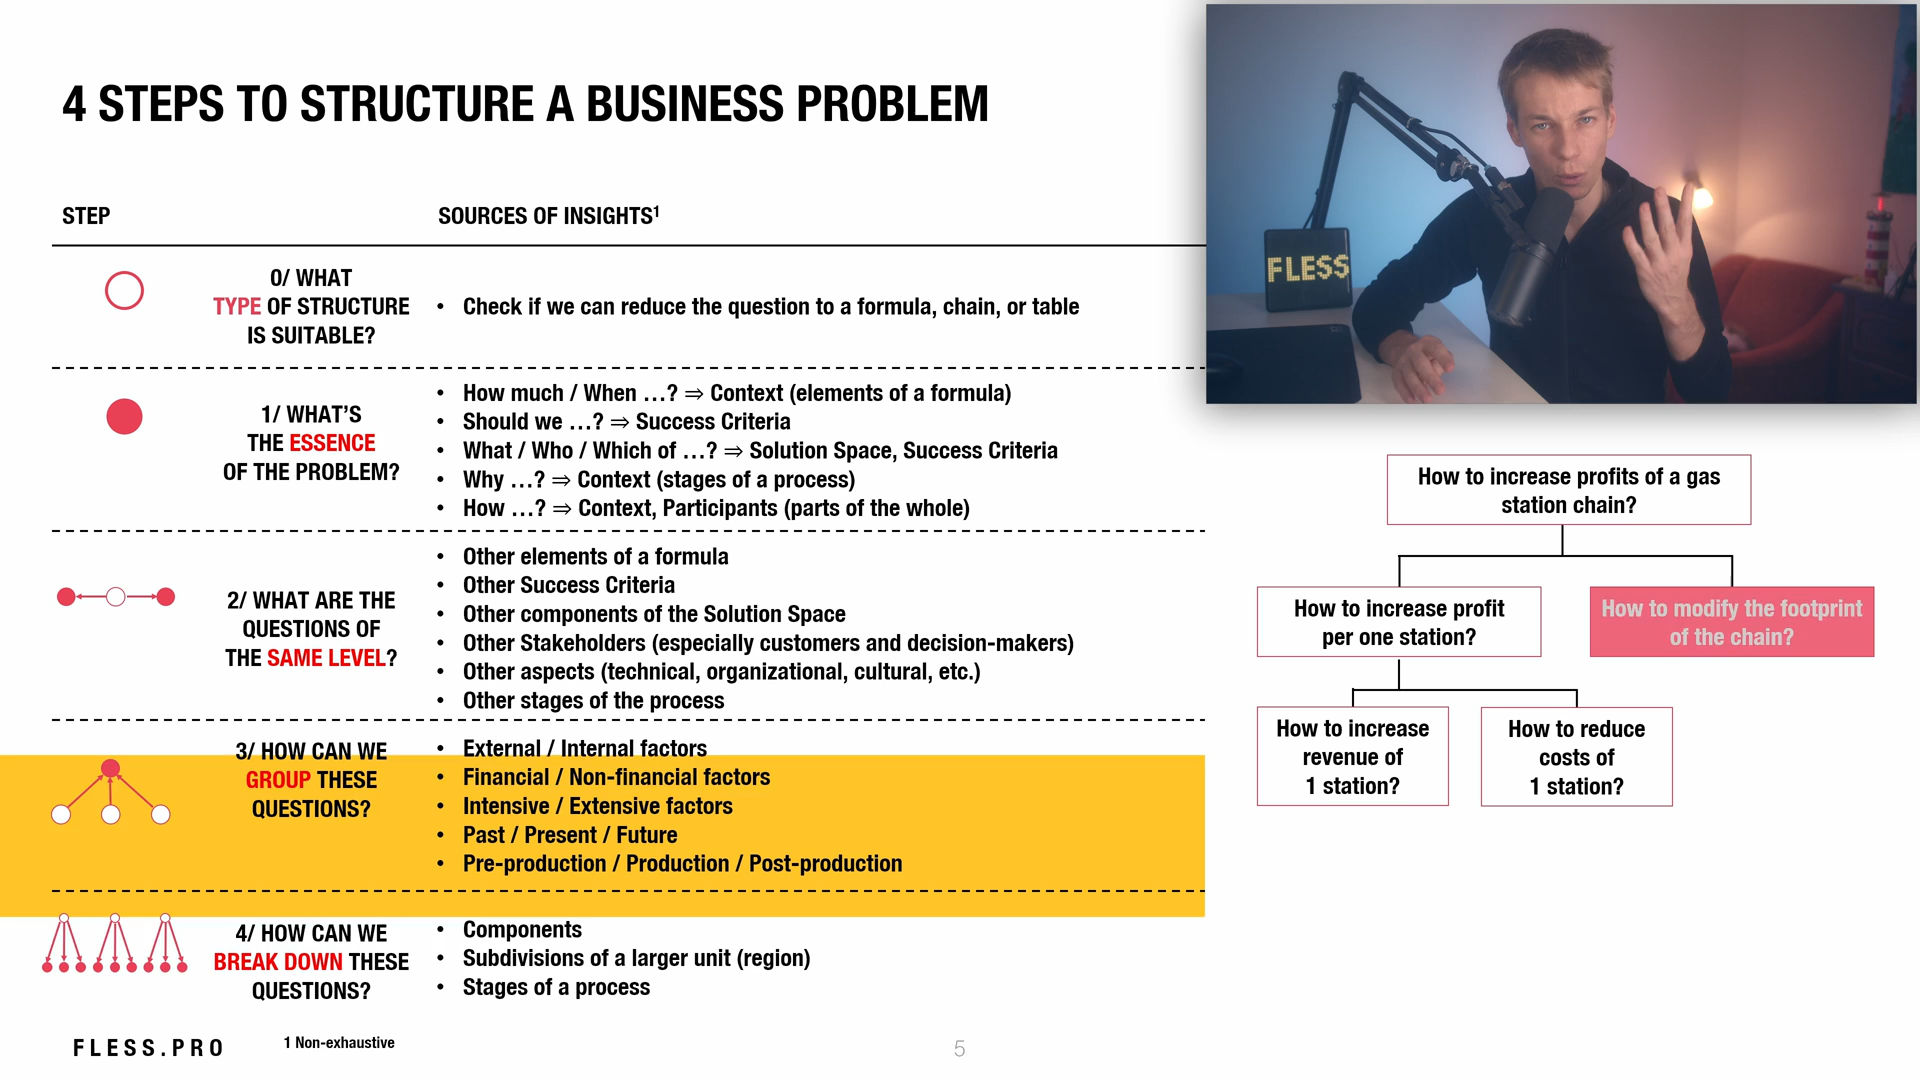 4 STEPS TO STRUCTURE A BUSINESS PROBLEM
STEP
SOURCES OF INSIGHTS¹
0/ WHAT
TYPE OF STRUCTURE
IS SUITABLE?
• Check if we can reduce the question to a formula, chain, or table
1/ WHAT'S
THE ESSENCE
OF THE PROBLEM?
• How much / When …? ⇒ Context (elements of a formula)
• Should we …? ⇒ Success Criteria
• What / Who / Which of …? ⇒ Solution Space, Success Criteria
• Why …? ⇒ Context (stages of a process)
• How …? ⇒ Context, Participants (parts of the whole)
2/ WHAT ARE THE
QUESTIONS OF
THE SAME LEVEL?
• Other elements of a formula
• Other Success Criteria
• Other components of the Solution Space
• Other Stakeholders (especially customers and decision-makers)
• Other aspects (technical, organizational, cultural, etc.)
• Other stages of the process
3/ HOW CAN WE
GROUP THESE
QUESTIONS?
• External / Internal factors
• Financial / Non-financial factors
• Intensive / Extensive factors
• Past / Present / Future
• Pre-production / Production / Post-production
4/ HOW CAN WE
BREAK DOWN THESE
QUESTIONS?
• Components
• Subdivisions of a larger unit (region)
• Stages of a process
FLESS
How to increase profits of a gas
station chain?
How to increase profit
per one station?
How to modify the footprint
of the chain?
How to increase
revenue of
1 station?
How to reduce
costs of
1 station?
FLESS.PRO
1 Non-exhaustive
5